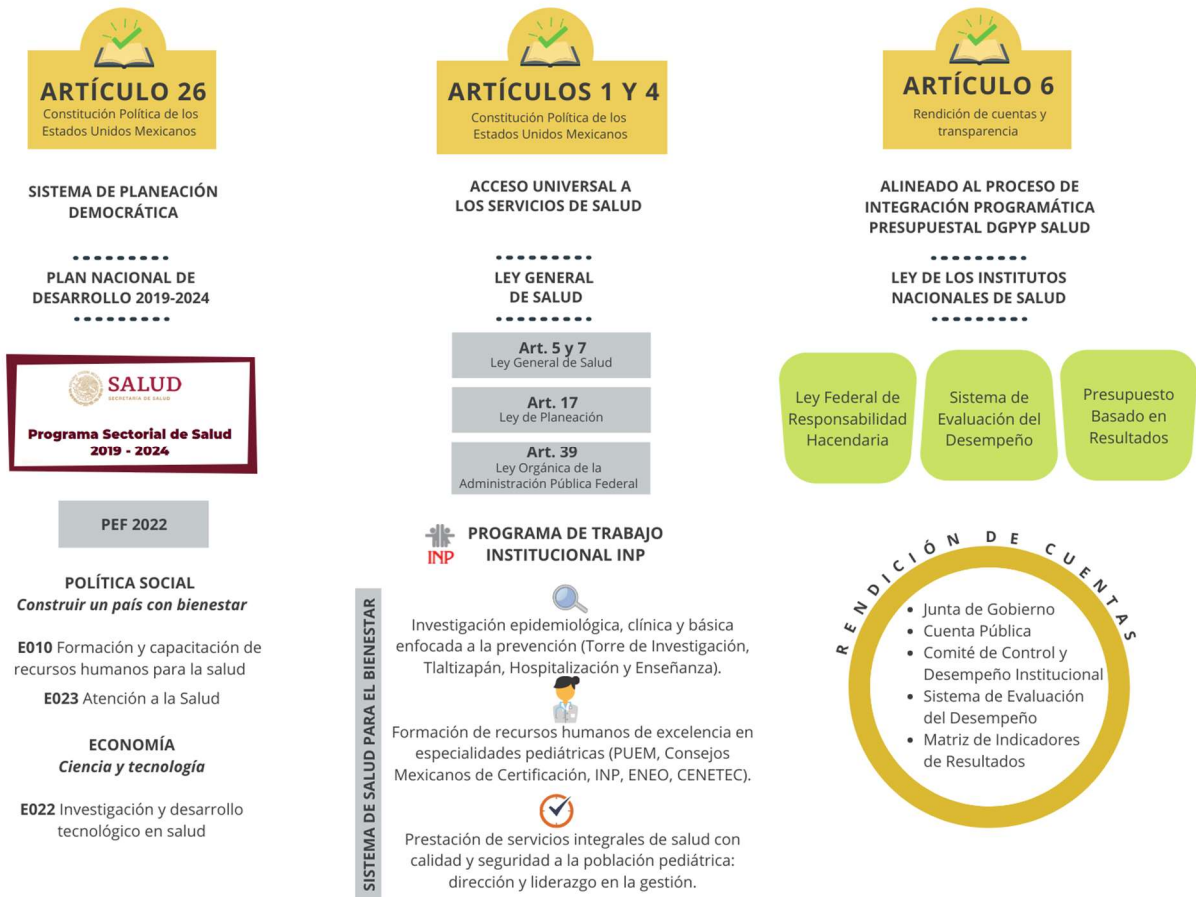 ARTÍCULO 26
Constitución Política de los
Estados Unidos Mexicanos
SISTEMA DE PLANEACIÓN
DEMOCRÁTICA
PLAN NACIONAL DE
DESARROLLO 2019-2024
SALUD
SECRETARÍA DE SALUD
Programa Sectorial de Salud
2019 - 2024
PEF 2022
POLÍTICA SOCIAL
Construir un país con bienestar
E010 Formación y capacitación de
recursos humanos para la salud
E023 Atención a la Salud
ECONOMÍA
Ciencia y tecnología
E022 Investigación y desarrollo
tecnológico en salud
ARTÍCULOS 1 Y 4
Constitución Política de los
Estados Unidos Mexicanos
ACCESO UNIVERSAL A
LOS SERVICIOS DE SALUD
LEY GENERAL
DE SALUD
Art. 5 y 7
Ley General de Salud
Art. 17
Ley de Planeación
Art. 39
Ley Orgánica de la
Administración Pública Federal
INP
PROGRAMA DE TRABAJO
INSTITUCIONAL INP
SISTEMA DE SALUD PARA EL BIENESTAR
Investigación epidemiológica, clínica y básica
enfocada a la prevención (Torre de Investigación,
Tlaltizapán, Hospitalización y Enseñanza).
Formación de recursos humanos de excelencia en
especialidades pediátricas (PUEM, Consejos
Mexicanos de Certificación, INP, ENEO, CENETEC).
Prestación de servicios integrales de salud con
calidad y seguridad a la población pediátrica:
dirección y liderazgo en la gestión.
ARTÍCULO 6
Rendición de cuentas y
transparencia
ALINEADO AL PROCESO DE
INTEGRACIÓN PROGRAMÁTICA
PRESUPUESTAL DGPYP SALUD
LEY DE LOS INSTITUTOS
NACIONALES DE SALUD
Ley Federal de
Responsabilidad
Hacendaria
Sistema de
Evaluación del
Desempeño
Presupuesto
Basado en
Resultados
RENDICIÓN DE CUENTAS
• Junta de Gobierno
• Cuenta Pública
• Comité de Control y
Desempeño Institucional
• Sistema de Evaluación
del Desempeño
• Matriz de Indicadores
de Resultados